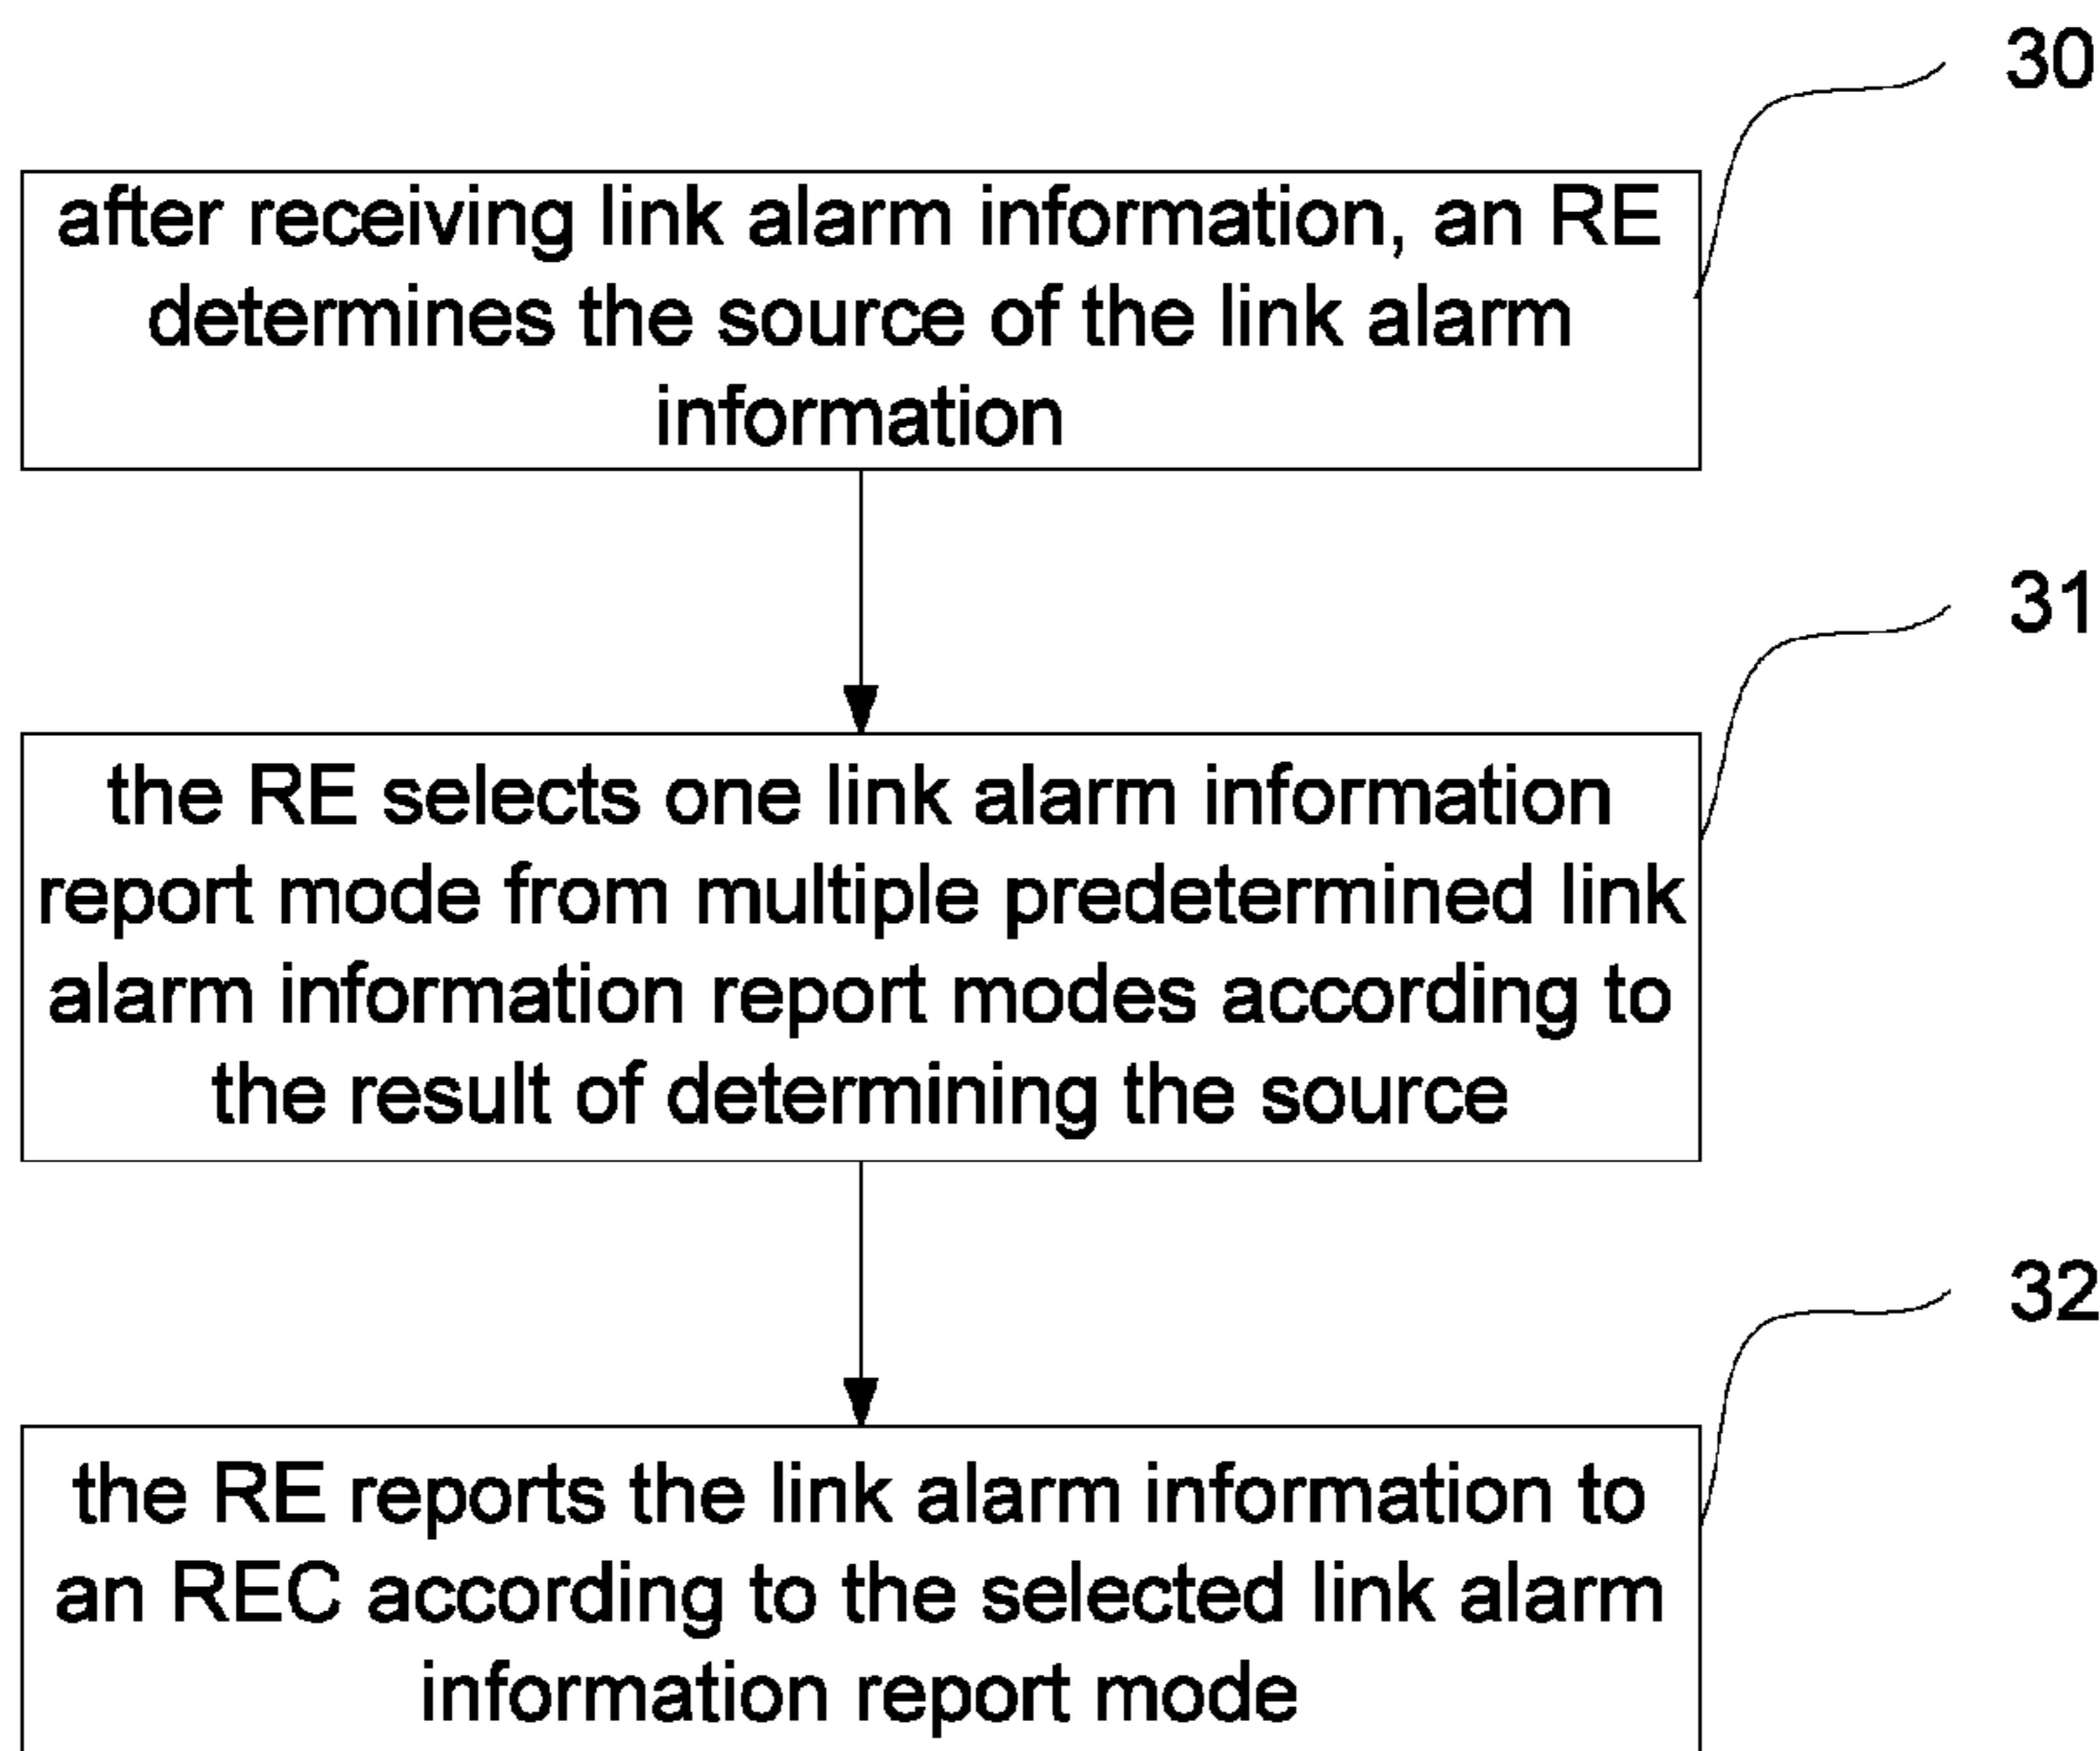 30
after receiving link alarm information, an RE
determines the source of the link alarm
information
31
the RE selects one link alarm information
report mode from multiple predetermined link
alarm information report modes according to
the result of determining the source
32
the RE reports the link alarm information to
an REC according to the selected link alarm
information report mode